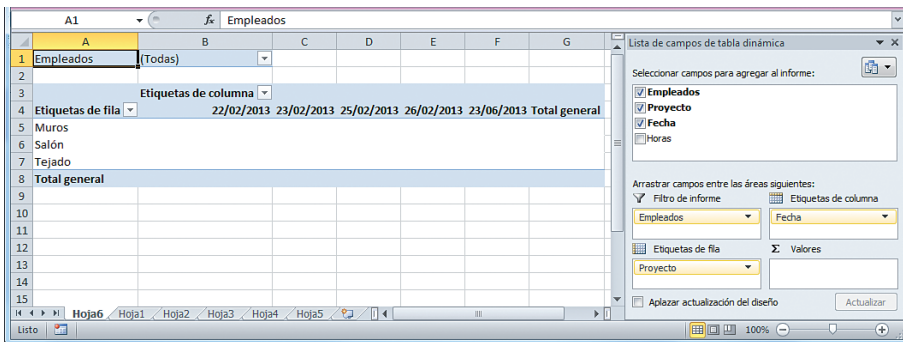 A1 fx Empleados
A B C D E F G
1 Empleados (Todas)
2
3 Etiquetas de columna
4 Etiquetas de fila 22/02/2013 23/02/2013 25/02/2013 26/02/2013 23/06/2013 Total general
5 Muros
6 Salón
7 Tejado
8 Total general
9
10
11
12
13
14
15
Hoja6 Hoja1 Hoja2 Hoja3 Hoja4 Hoja5
Listo 100%
Lista de campos de tabla dinámica
Seleccionar campos para agregar al informe:
Empleados
Proyecto
Fecha
Horas
Arrastrar campos entre las áreas siguientes:
Filtro de informe Etiquetas de columna
Empleados Fecha
Etiquetas de fila Σ Valores
Proyecto
Aplazar actualización del diseño Actualizar